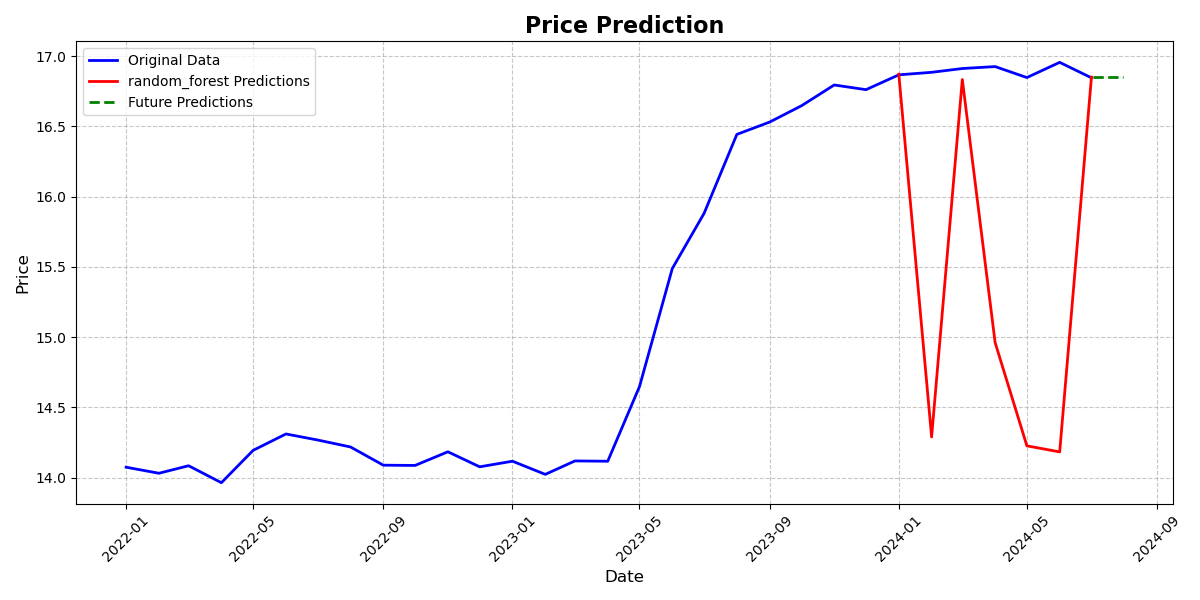 Price Prediction
Original Data
random_forest Predictions
Future Predictions
Price
17.0
16.5
16.0
15.5
15.0
14.5
14.0
2022-01
2022-05
2022-09
2023-01
2023-05
2023-09
2024-01
2024-05
2024-09
Date